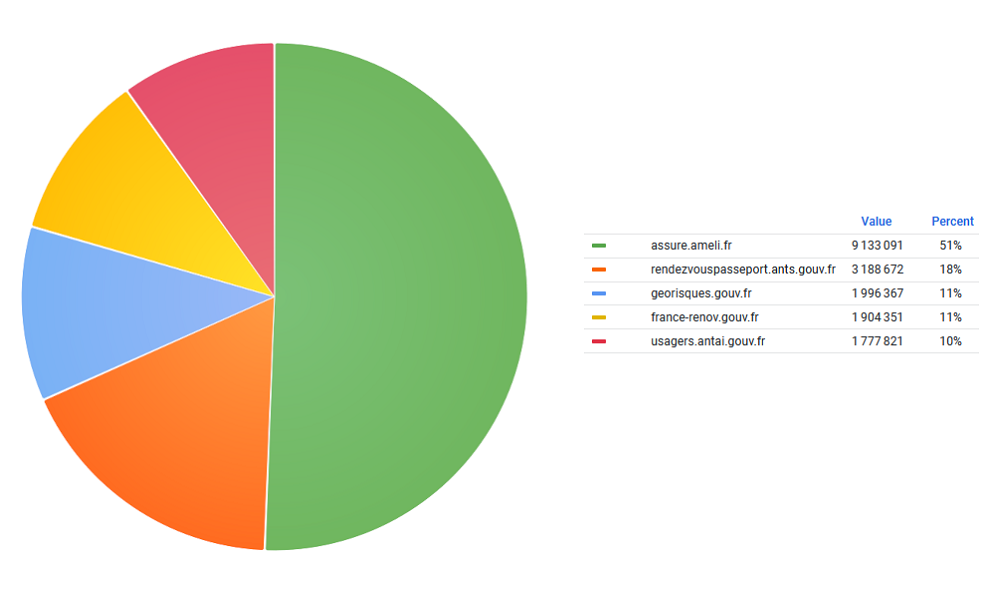 Value Percent
assure.ameli.fr 9 133 091 51%
rendezvouspasseport.ants.gouv.fr 3 188 672 18%
georisques.gouv.fr 1 996 367 11%
france-renov.gouv.fr 1 904 351 11%
usagers.antai.gouv.fr 1 777 821 10%